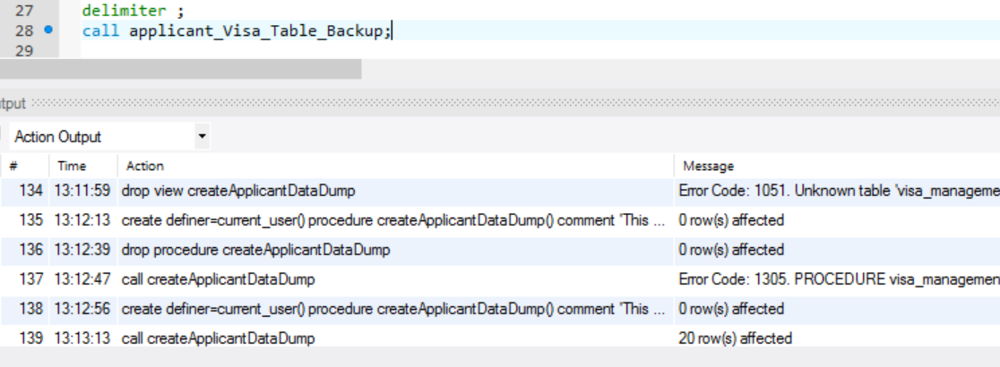 27 delimiter ;
28 call applicant_Visa_Table_Backup;
29
tput
Action Output
# Time Action Message
134 13:11:59 drop view createApplicantDataDump Error Code: 1051. Unknown table 'visa_manageme
135 13:12:13 create definer=current_user() procedure createApplicantDataDump() comment 'This ... 0 row(s) affected
136 13:12:39 drop procedure createApplicantDataDump 0 row(s) affected
137 13:12:47 call createApplicantDataDump Error Code: 1305. PROCEDURE visa_managemen
138 13:12:56 create definer=current_user() procedure createApplicantDataDump() comment 'This ... 0 row(s) affected
139 13:13:13 call createApplicantDataDump 20 row(s) affected